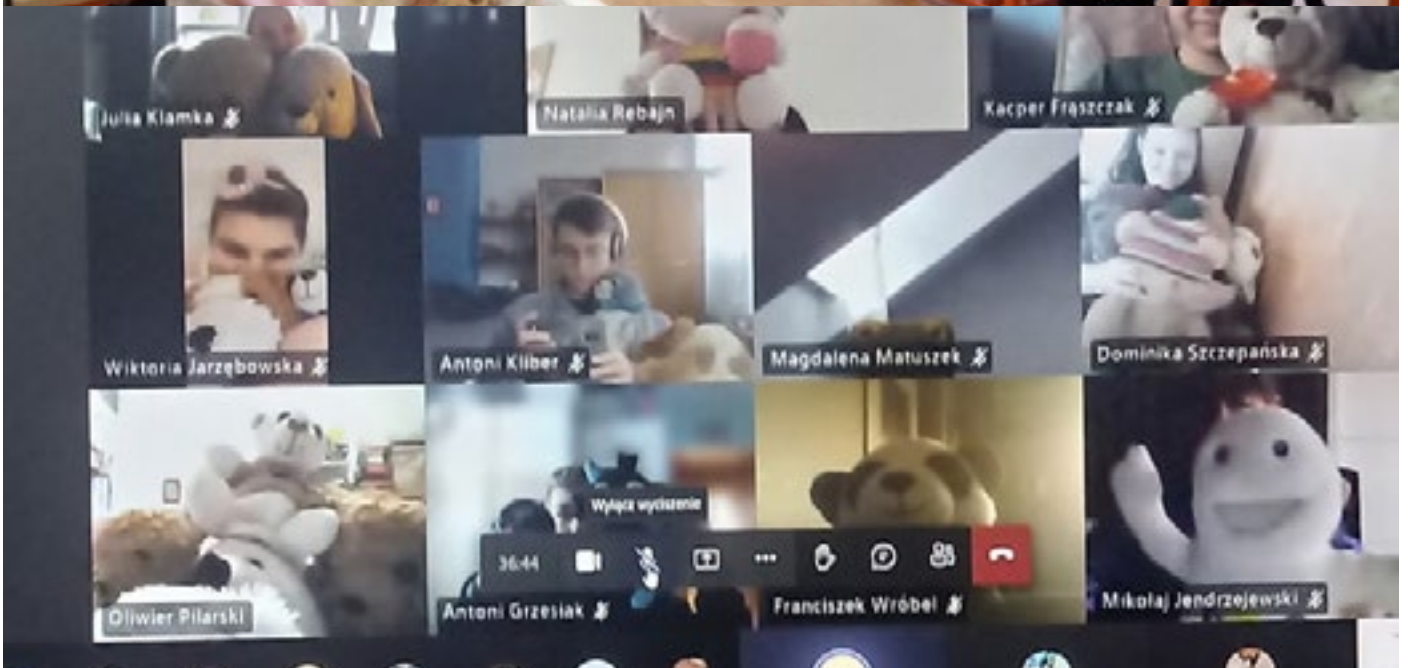 Julia Klamka
Natalia Rebajn
Kacper Frąszczak
Wiktoria Jarzębowska
Antoni Kliber
Magdalena Matuszek
Dominika Szczepańska
Wyłącz wyciszenie
36:44
Oliwier Pilarski
Antoni Grzesiak
Franciszek Wróbel
Mikołaj Jendrzejewski